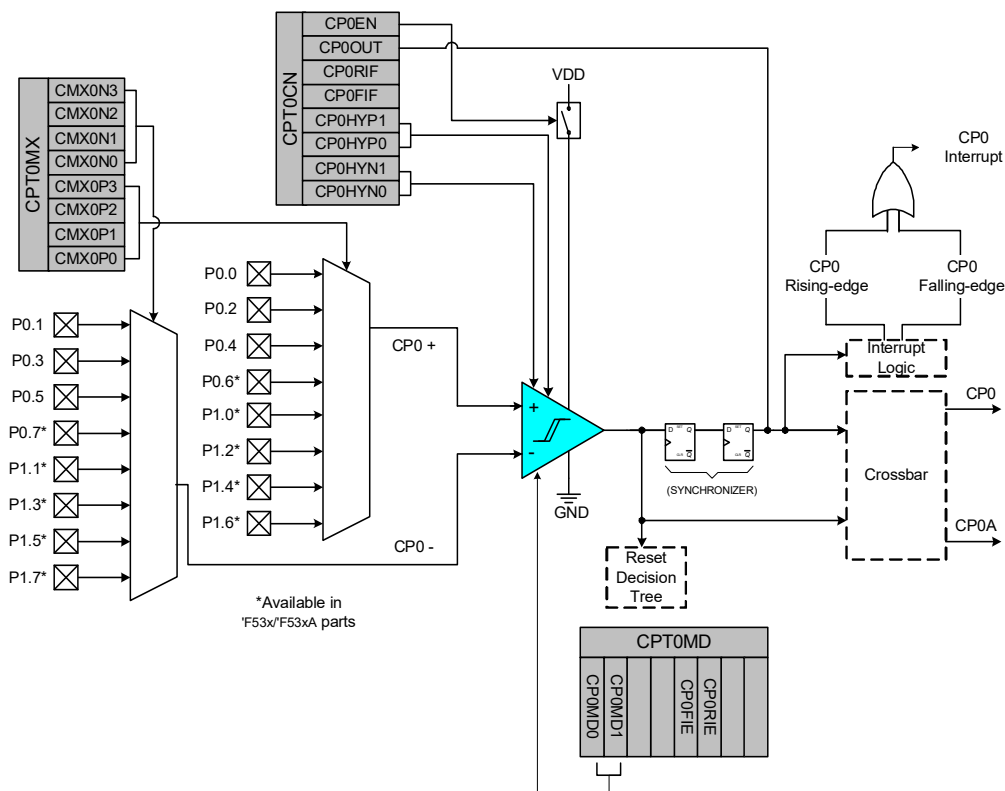 CPT0CN
CP0EN
CP0OUT
CP0RIF
CP0FIF
CP0HYP1
CP0HYP0
CP0HYN1
CP0HYN0
VDD
CPT0MX
CMX0N3
CMX0N2
CMX0N1
CMX0N0
CMX0P3
CMX0P2
CMX0P1
CMX0P0
CP0
Interrupt
CP0
Rising-edge
CP0
Falling-edge
Interrupt
Logic
P0.0
P0.2
P0.4
P0.6*
P1.0*
P1.2*
P1.4*
P1.6*
P0.1
P0.3
P0.5
P0.7*
P1.1*
P1.3*
P1.5*
P1.7*
CP0 +
CP0 -
+
-
GND
D SET Q
CLR Q
D SET Q
CLR Q
(SYNCHRONIZER)
Crossbar
CP0
CP0A
Reset
Decision
Tree
*Available in
'F53x/'F53xA parts
CPT0MD
CP0MD0
CP0MD1
CP0FIE
CP0RIE